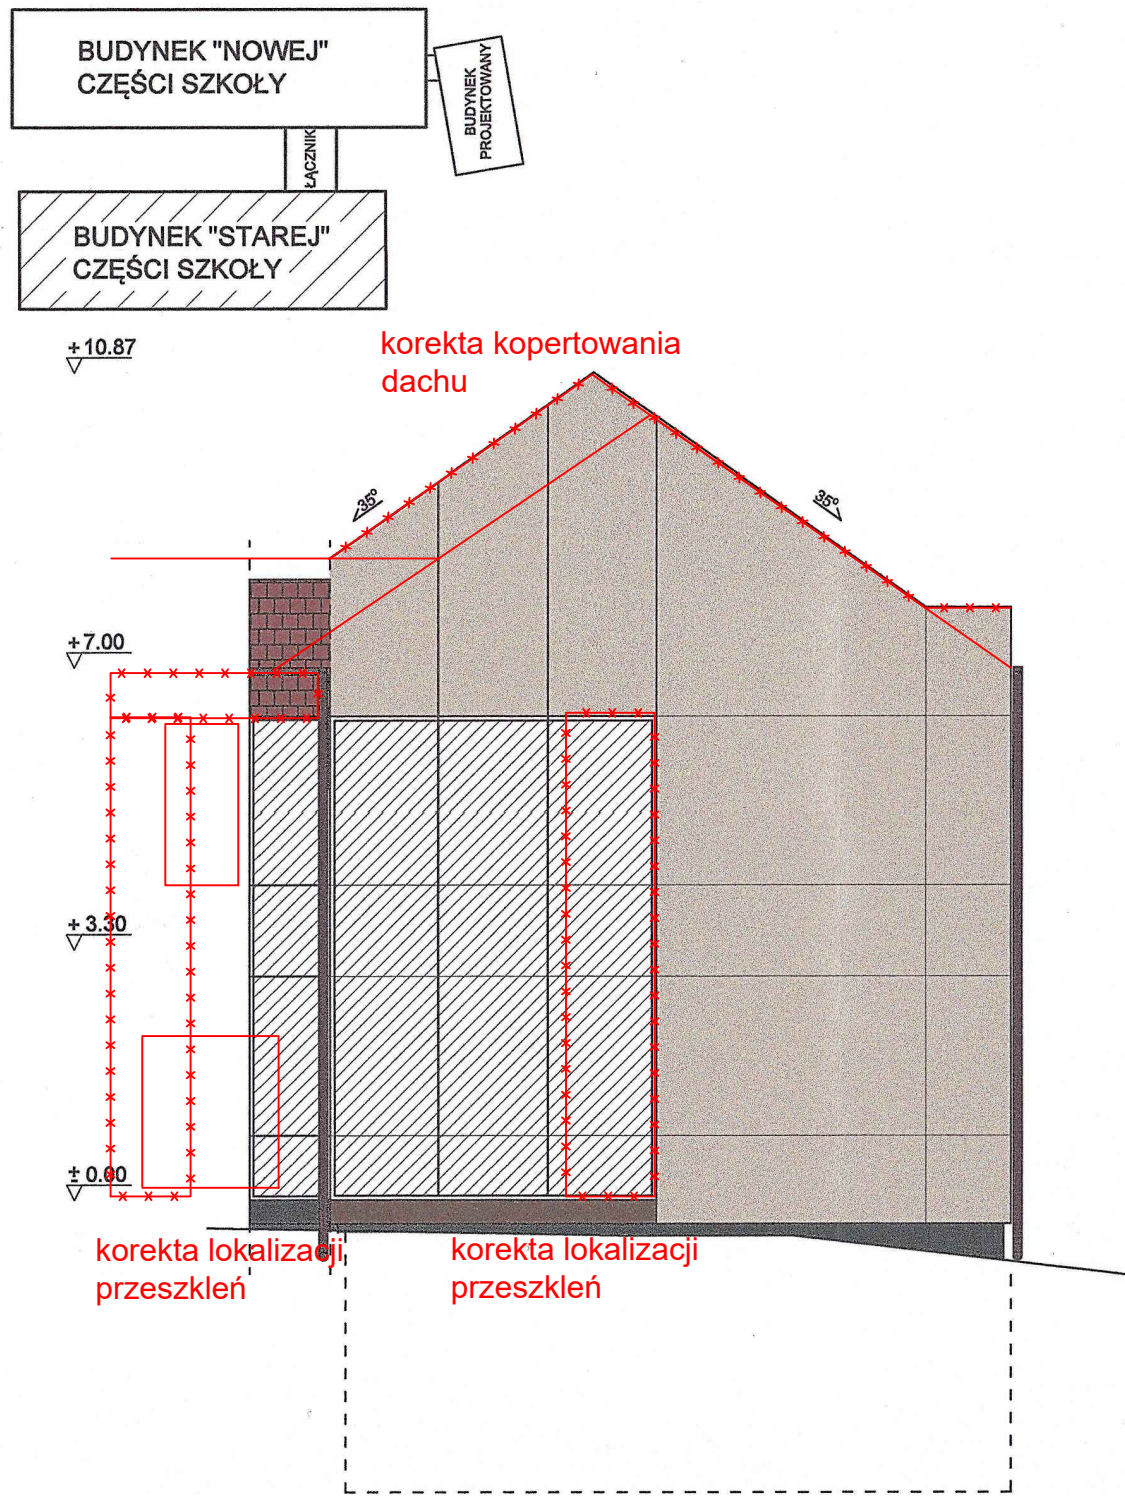 BUDYNEK "NOWEJ"
CZĘŚCI SZKOŁY
BUDYNEK
PROJEKTOWANY
ŁĄCZNIK
BUDYNEK "STAREJ"
CZĘŚCI SZKOŁY
+10.87
korekta kopertowania
dachu
35°
35°
+7.00
+3.30
±0.00
korekta lokalizacji
przeszkleń
korekta lokalizacji
przeszkleń